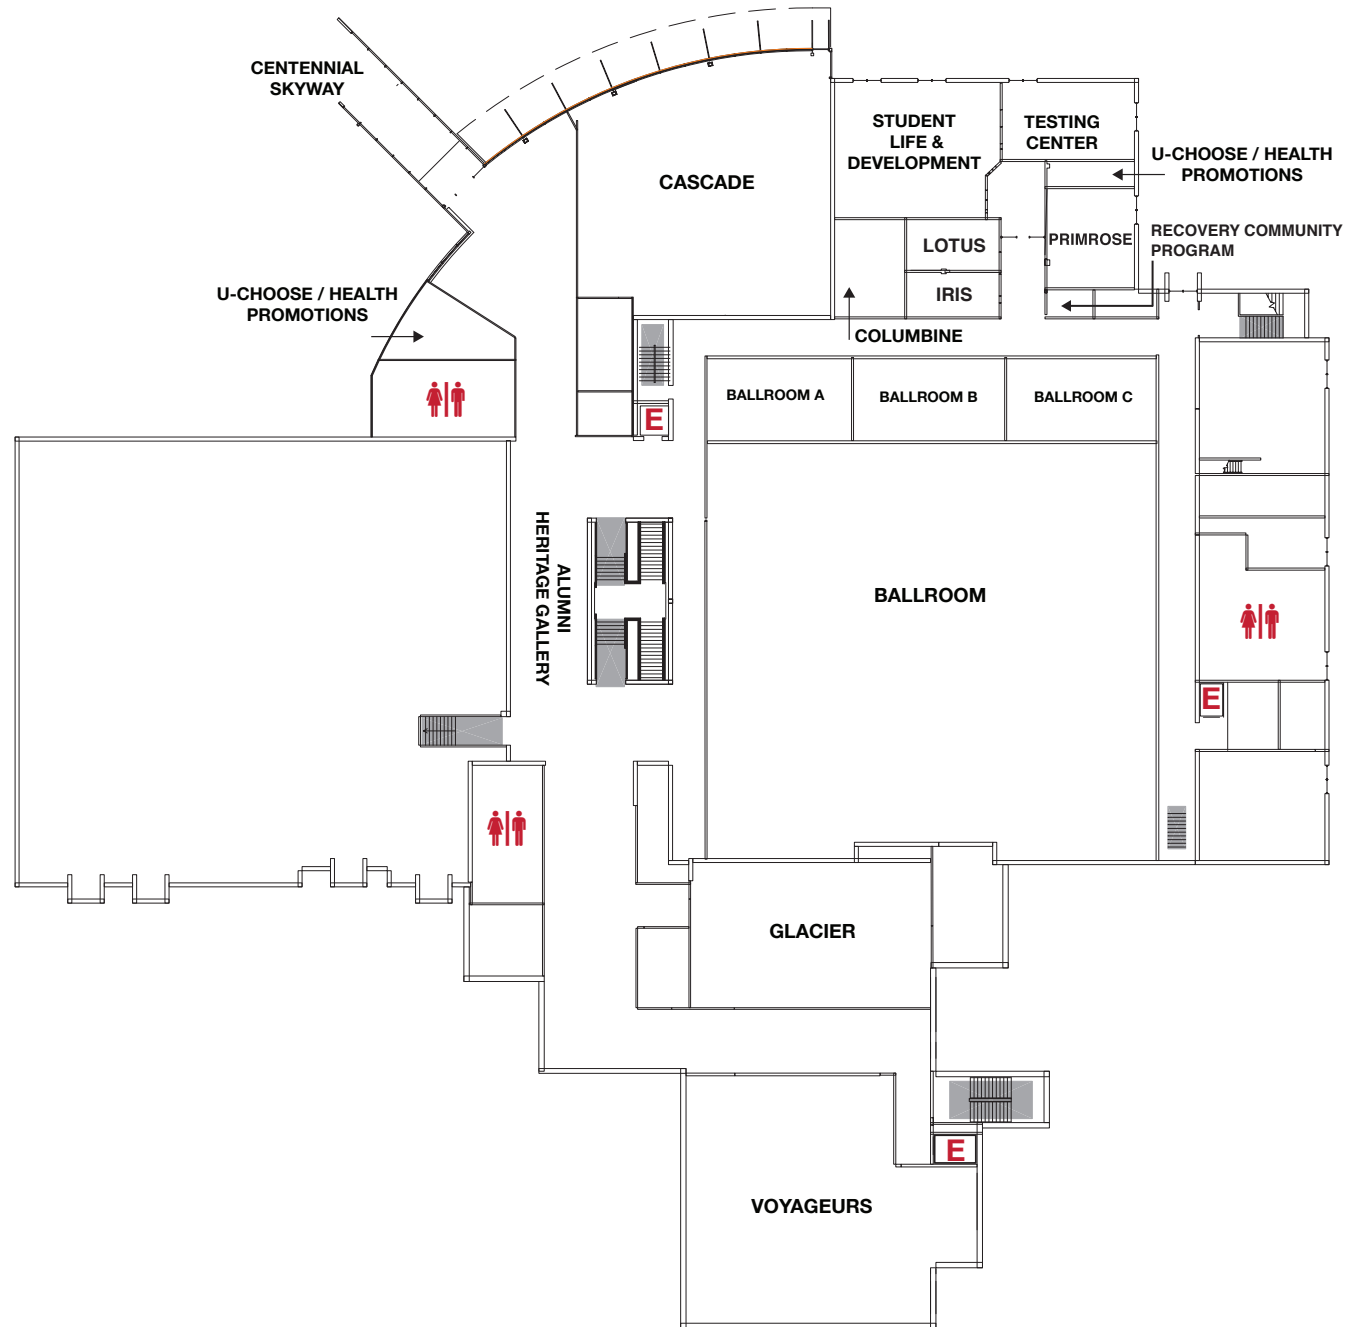 CENTENNIAL
SKYWAY
CASCADE
STUDENT
LIFE &
DEVELOPMENT
TESTING
CENTER
U-CHOOSE / HEALTH
PROMOTIONS
LOTUS
PRIMROSE
RECOVERY COMMUNITY
PROGRAM
IRIS
U-CHOOSE / HEALTH
PROMOTIONS
COLUMBINE
BALLROOM A
BALLROOM B
BALLROOM C
E
ALUMNI
HERITAGE GALLERY
BALLROOM
E
GLACIER
E
VOYAGEURS